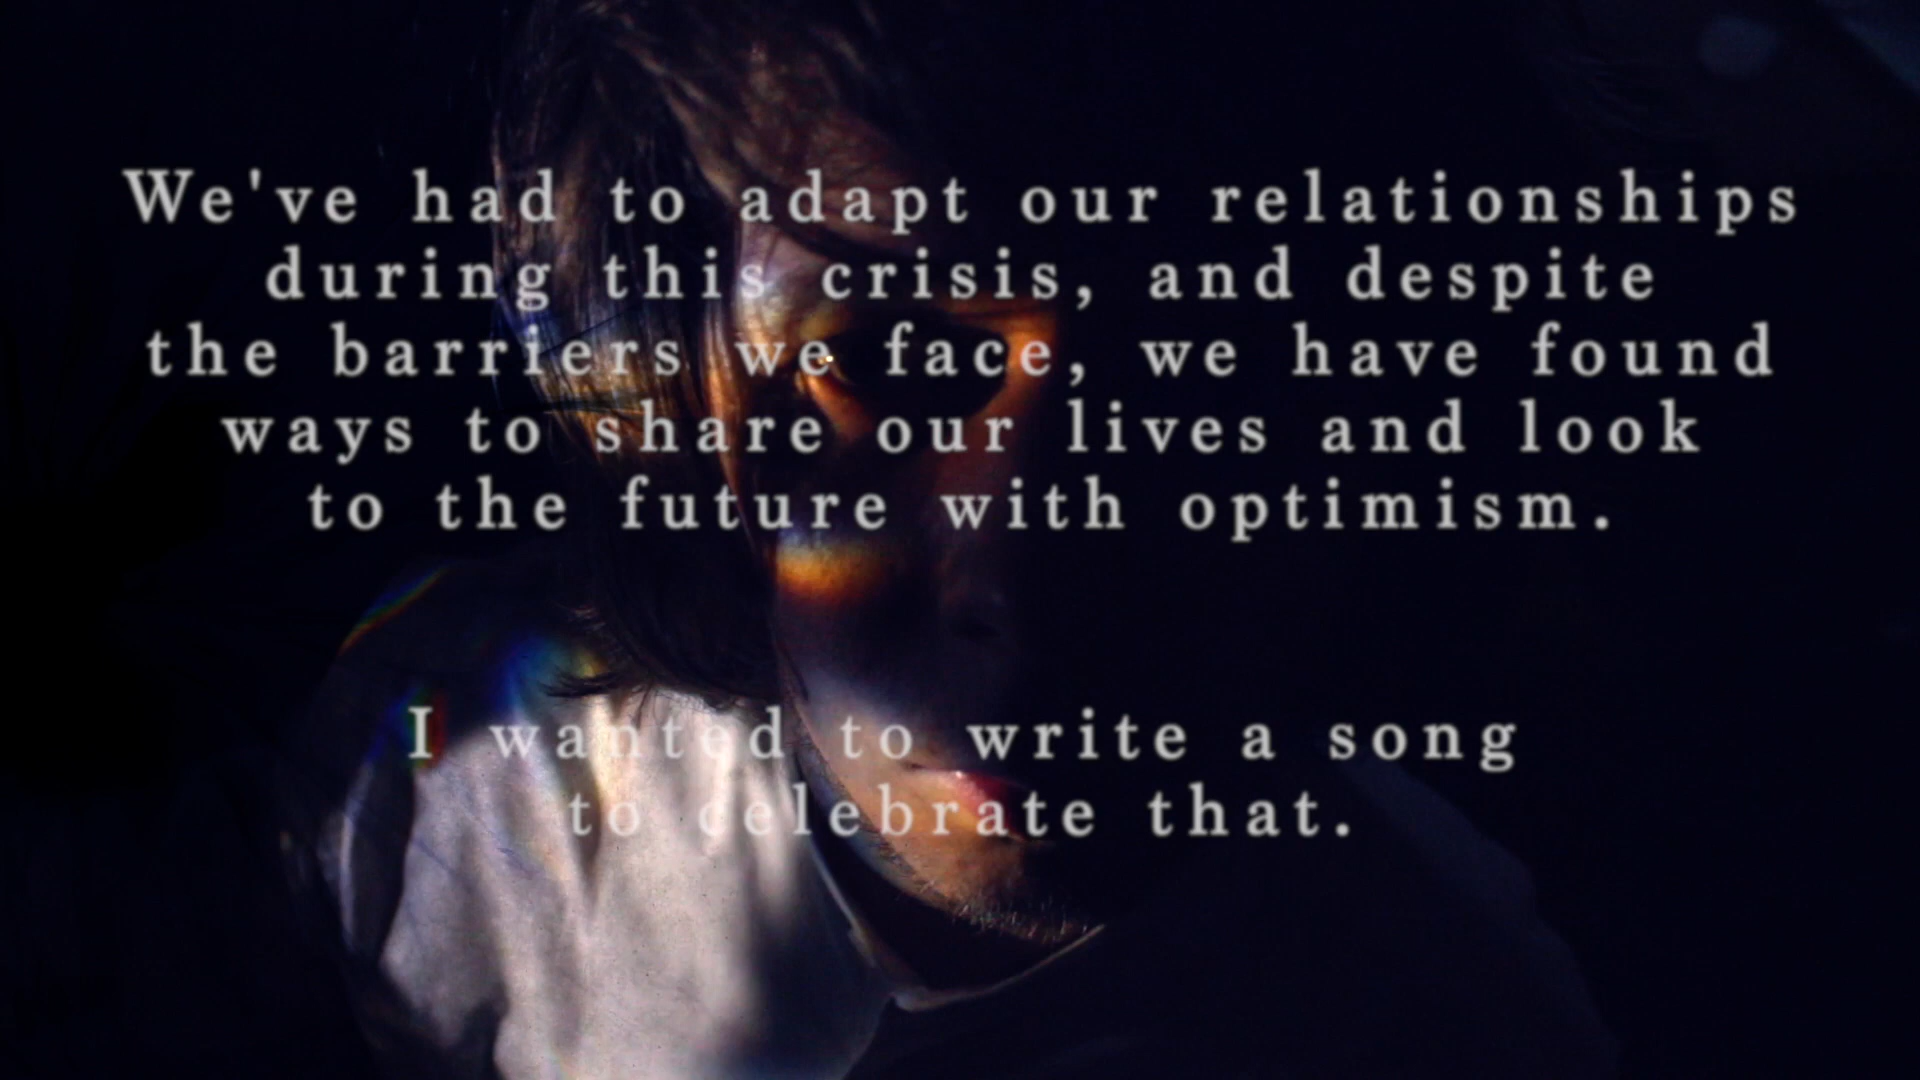 We've had to adapt our relationships
during this crisis, and despite
the barriers we face, we have found
ways to share our lives and look
to the future with optimism.
I wanted to write a song
to celebrate that.